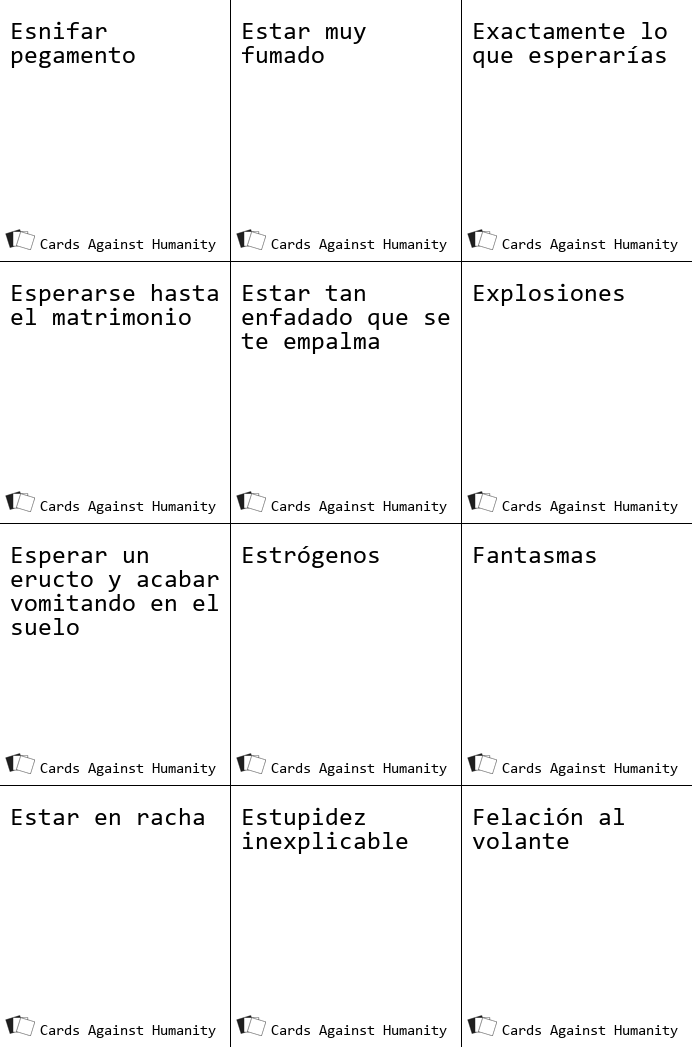 Esnifar
pegamento
Cards Against Humanity
Estar muy
fumado
Cards Against Humanity
Exactamente lo
que esperarías
Cards Against Humanity
Esperarse hasta
el matrimonio
Cards Against Humanity
Estar tan
enfadado que se
te empalma
Cards Against Humanity
Explosiones
Cards Against Humanity
Esperar un
eructo y acabar
vomitando en el
suelo
Cards Against Humanity
Estrógenos
Cards Against Humanity
Fantasmas
Cards Against Humanity
Estar en racha
Cards Against Humanity
Estupidez
inexplicable
Cards Against Humanity
Felación al
volante
Cards Against Humanity